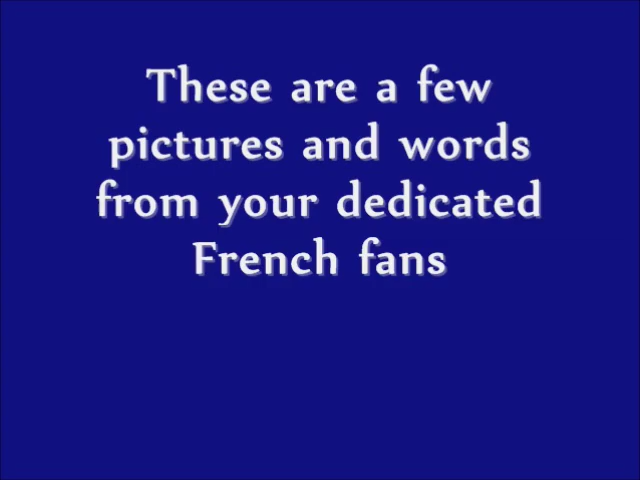 These are a few
pictures and words
from your dedicated
French fans